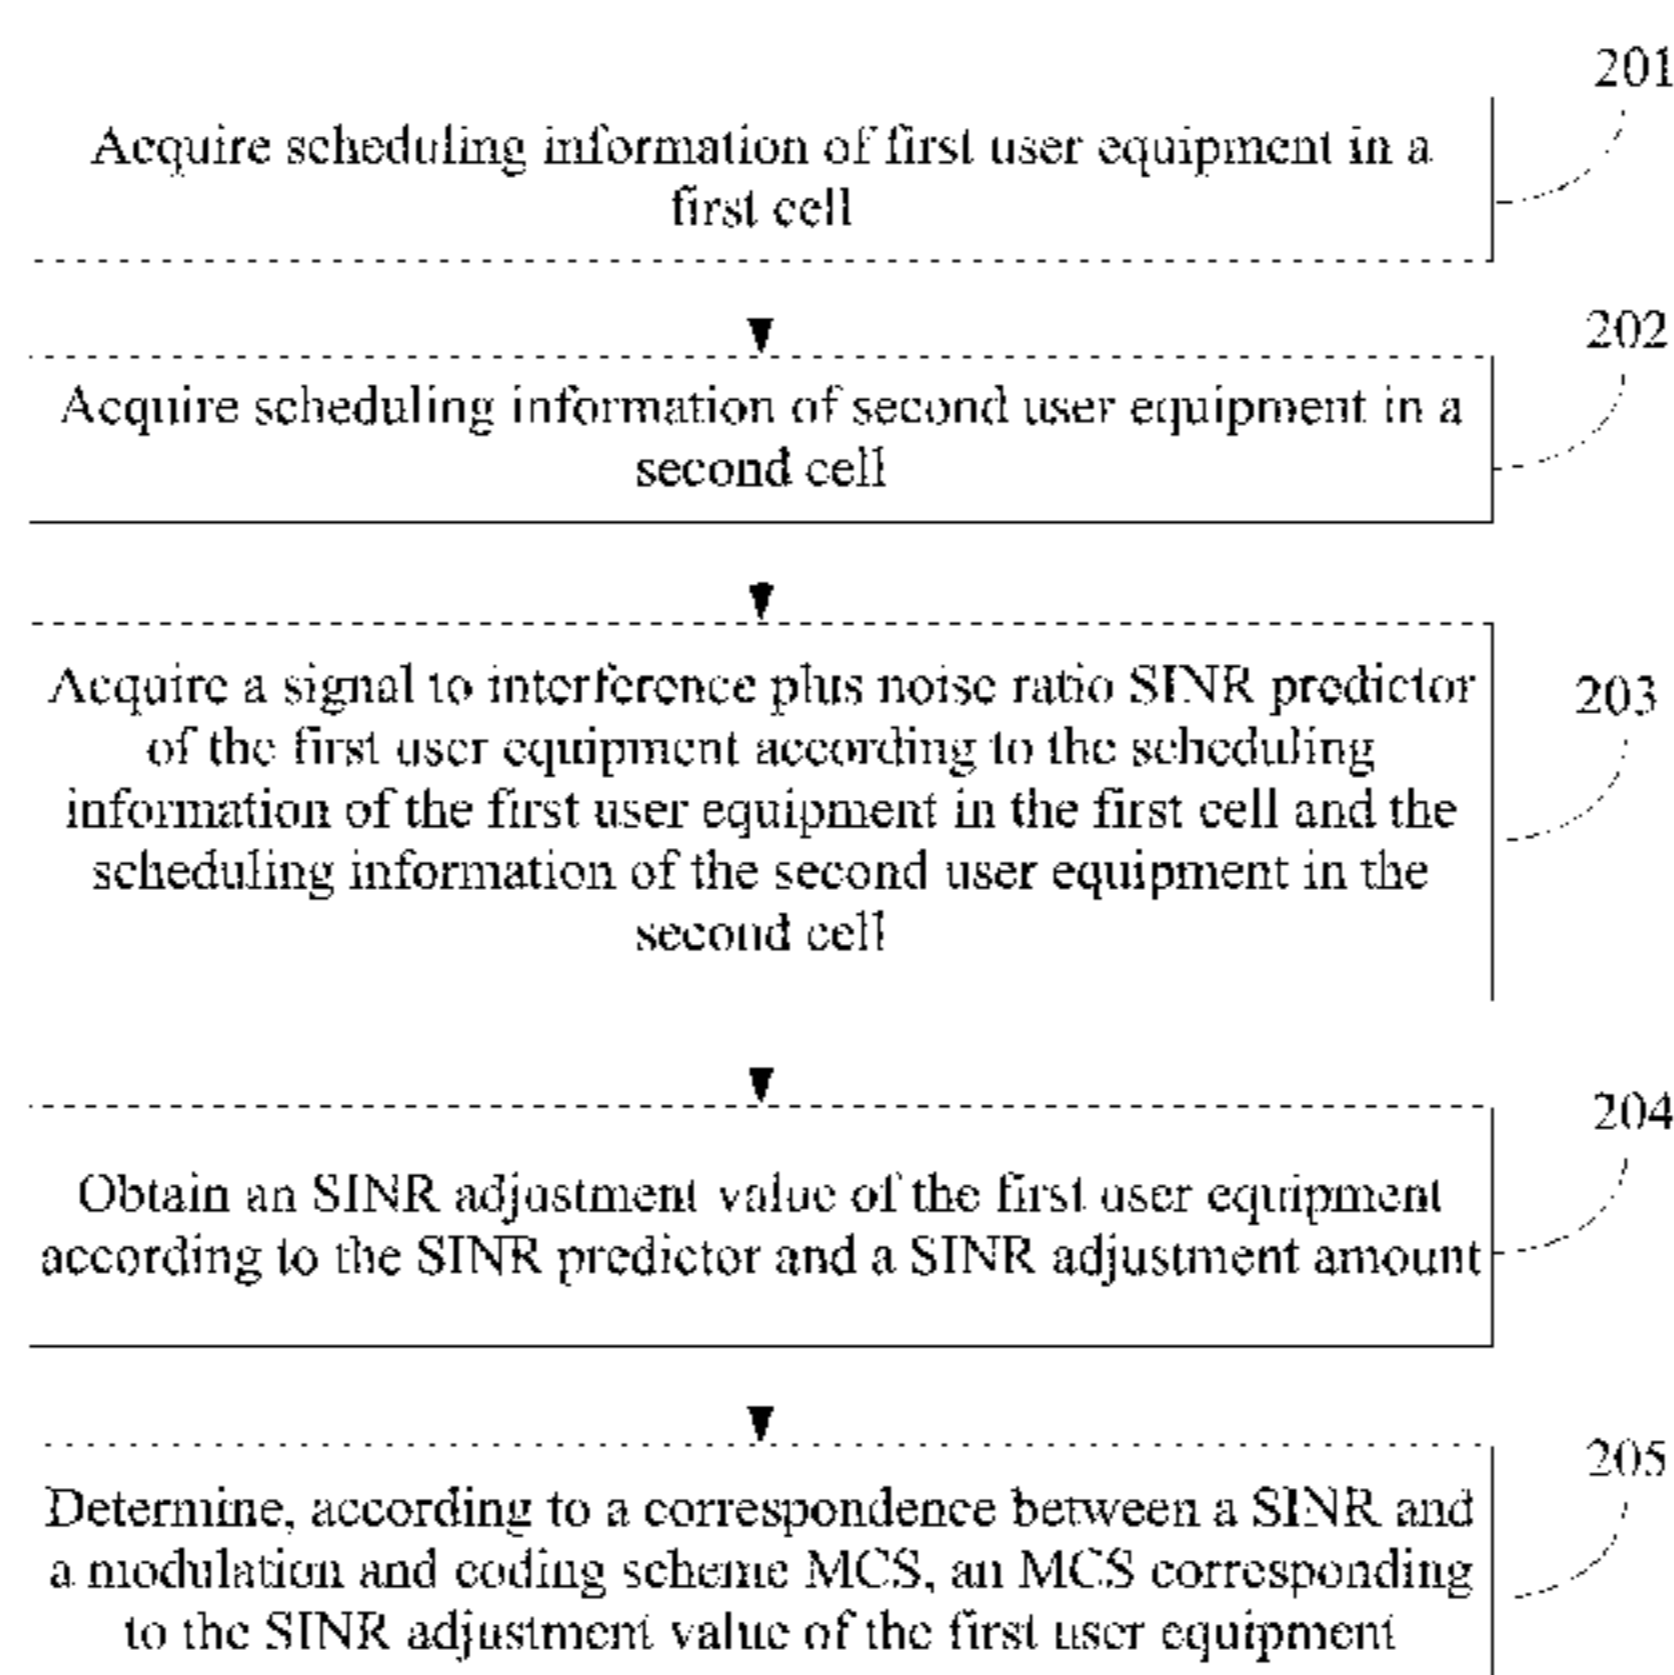 201
Acquire scheduling information of first user equipment in a
first cell
202
Acquire scheduling information of second user equipment in a
second cell
203
Acquire a signal to interference plus noise ratio SINR predictor
of the first user equipment according to the scheduling
information of the first user equipment in the first cell and the
scheduling information of the second user equipment in the
second cell
204
Obtain an SINR adjustment value of the first user equipment
according to the SINR predictor and a SINR adjustment amount
205
Determine, according to a correspondence between a SINR and
a modulation and coding scheme MCS, an MCS corresponding
to the SINR adjustment value of the first user equipment